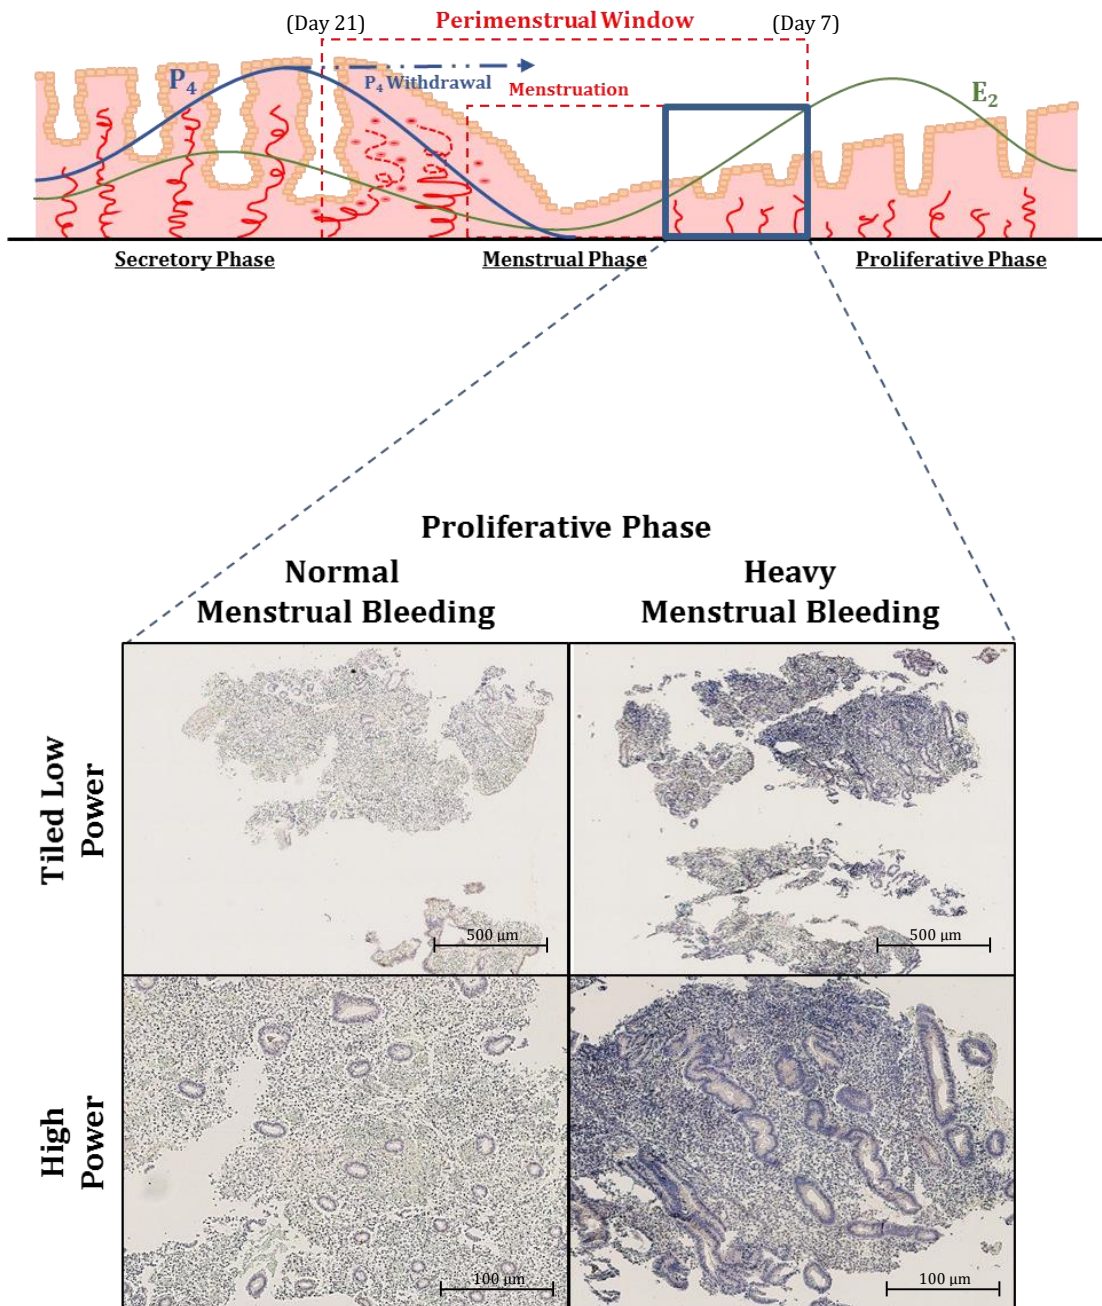 (Day 21)
Perimenstrual Window
(Day 7)
P4
P4 Withdrawal
Menstruation
E2
Secretory Phase
Menstrual Phase
Proliferative Phase
Proliferative Phase
Normal
Menstrual Bleeding
Heavy
Menstrual Bleeding
Tiled Low
Power
500 µm
500 µm
High
Power
100 µm
100 µm